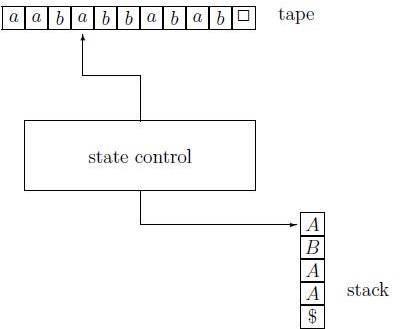 a a b a b b a b a b □ tape
state control
A
B
A
A stack
$